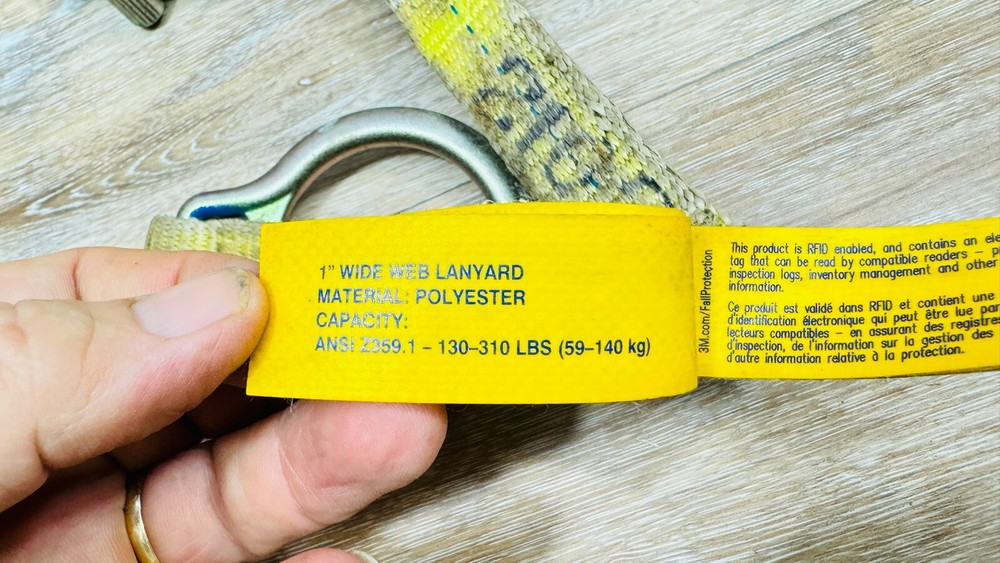 1" WIDE WEB LANYARD
MATERIAL: POLYESTER
CAPACITY:
ANSI Z359.1 – 130–310 LBS (59–140 kg)
3M.com/FallProtection
This product is RFID enabled, and contains an
tag that can be read by compatible readers –
inspection logs, inventory management and other
information.
Ce produit est validé dans RFID et contient une
d'identification électronique qui peut être lue par
lecteurs compatibles – en assurant des registres
d'inspection, de l'information sur la gestion des
d'autre information relative à la protection.